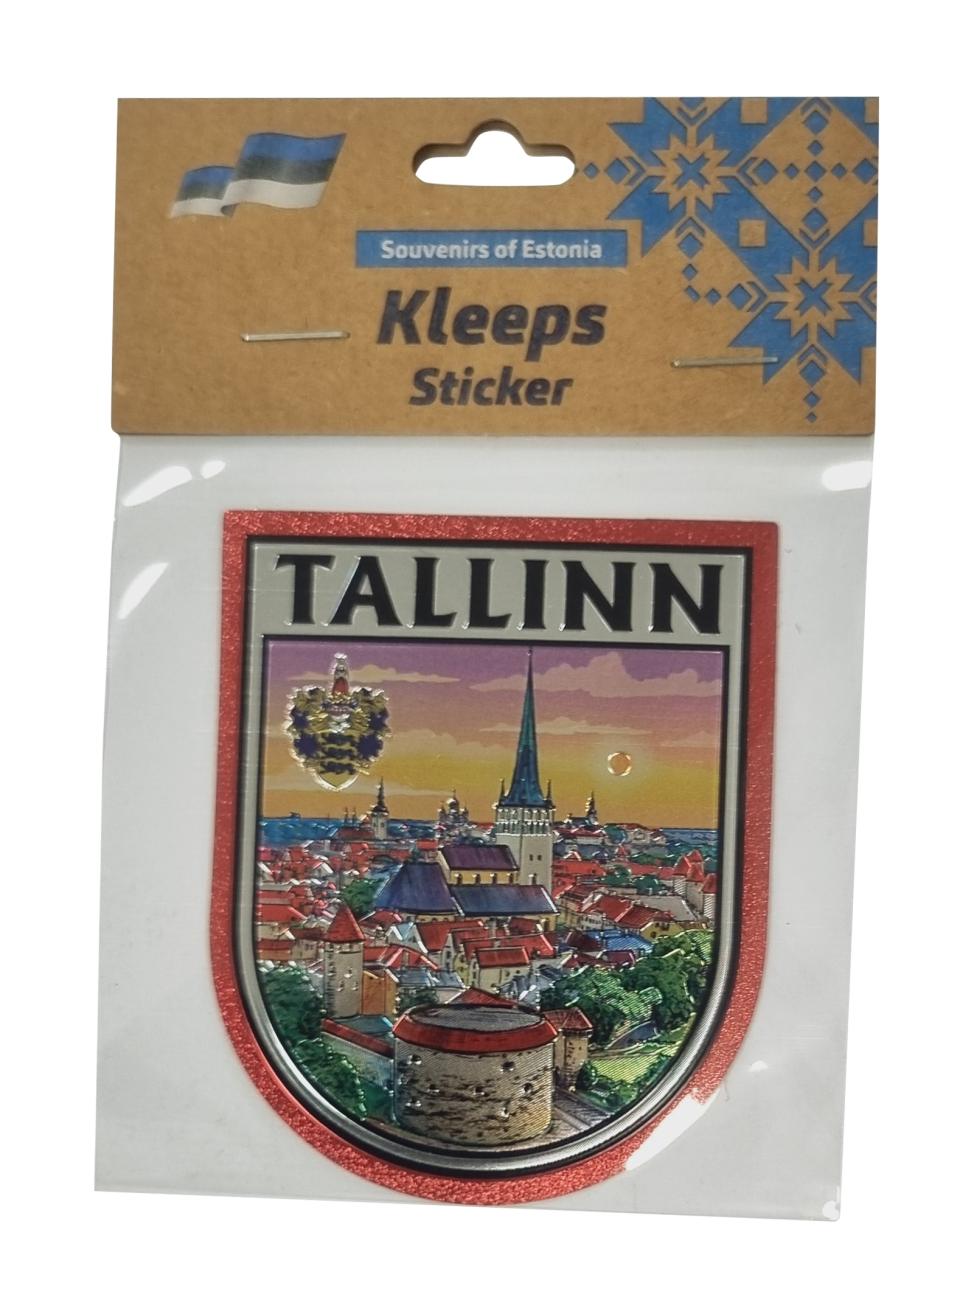 Souvenirs of Estonia
Kleeps
Sticker
TALLINN